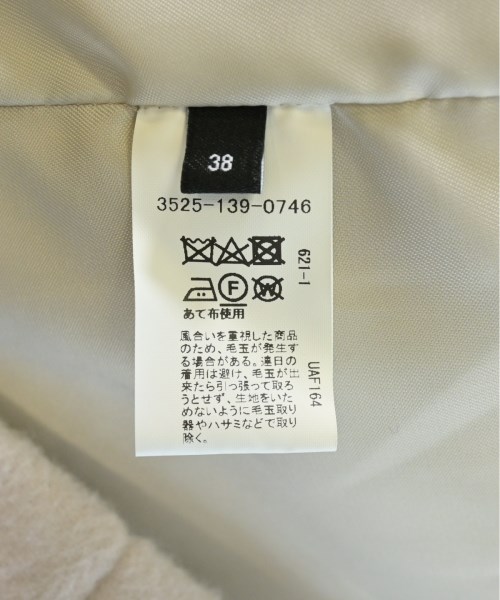 38
3525-139-0746
621-1
F
W
あて布使用
風合いを重視した商品
のため、毛玉が発生す
る場合がある。連日の
着用は避け、毛玉が出
来たら引っ張って取ろ
うとせず、生地をいた
めないように毛玉取り
器やハサミなどで取り
除く。
UAF164